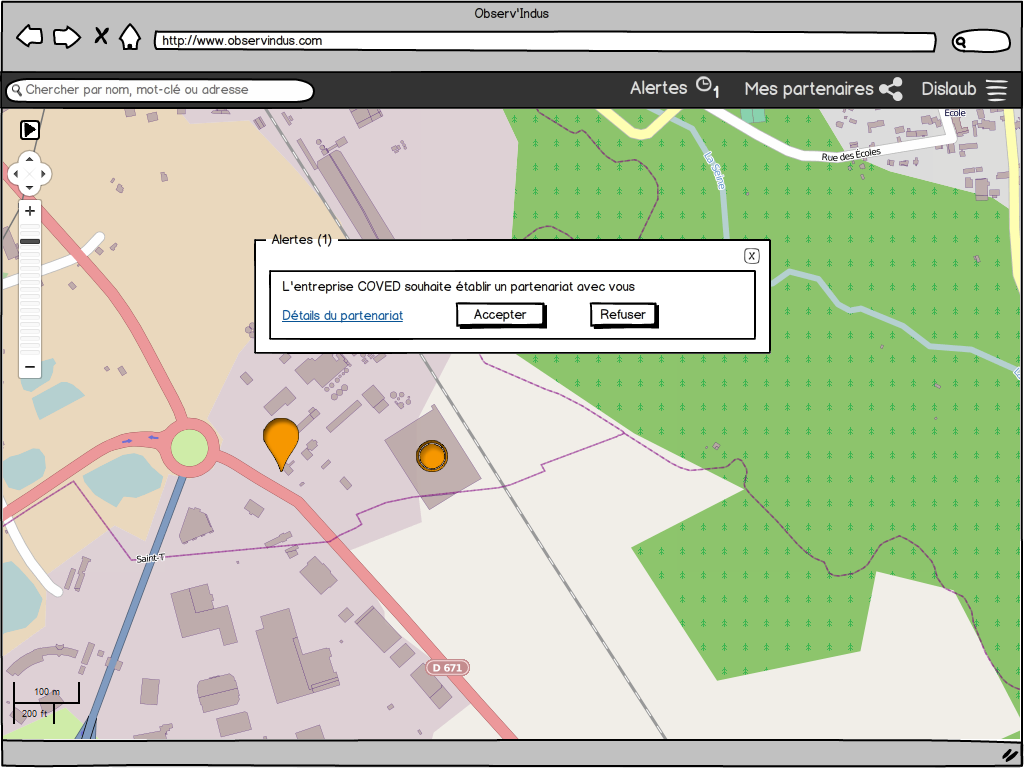 Observ'Indus
http://www.observindus.com
Chercher par nom, mot-clé ou adresse
Alertes 1
Mes partenaires
Dislaub
École
Rue des Écoles
La Seine
Alertes (1)
X
L'entreprise COVED souhaite établir un partenariat avec vous
Détails du partenariat
Accepter
Refuser
Saint-T
D 671
100 m
200 ft